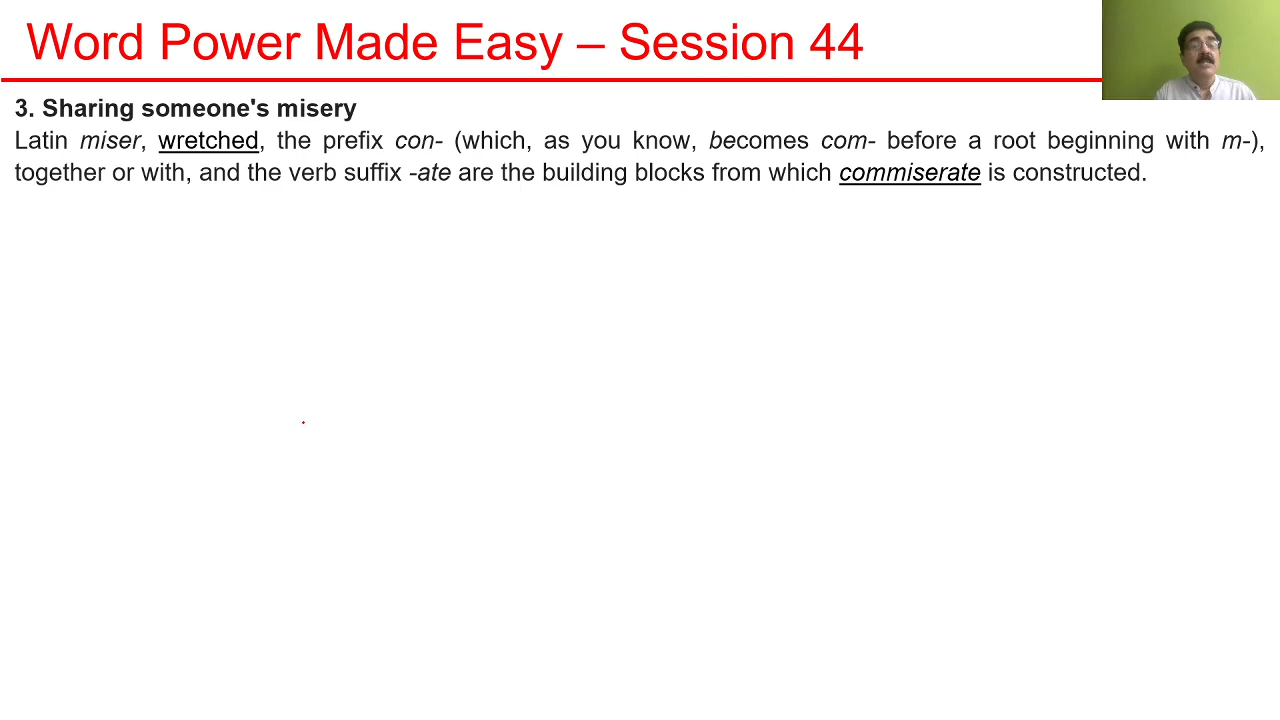 Word Power Made Easy – Session 44
3. Sharing someone's misery
Latin miser, wretched, the prefix con- (which, as you know, becomes com- before a root beginning with m-),
together or with, and the verb suffix -ate are the building blocks from which commiserate is constructed.